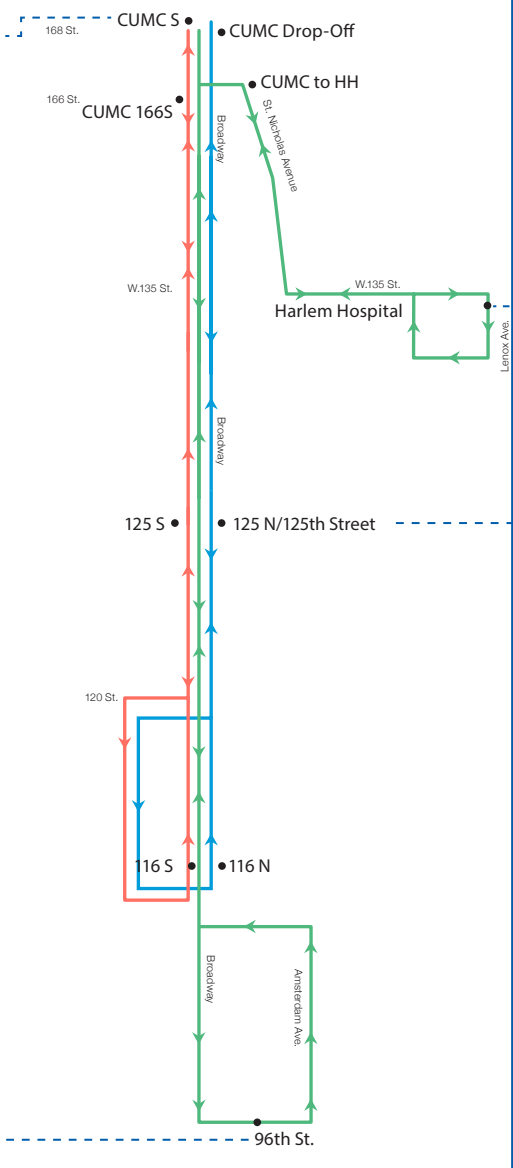 CUMC S
168 St.
CUMC Drop-Off
CUMC to HH
166 St.
CUMC 166S
St. Nicholas Avenue
Broadway
W.135 St.
W.135 St.
Harlem Hospital
Lenox Ave.
Broadway
125 S
125 N/125th Street
120 St.
116 S
116 N
Broadway
Amsterdam Ave.
96th St.